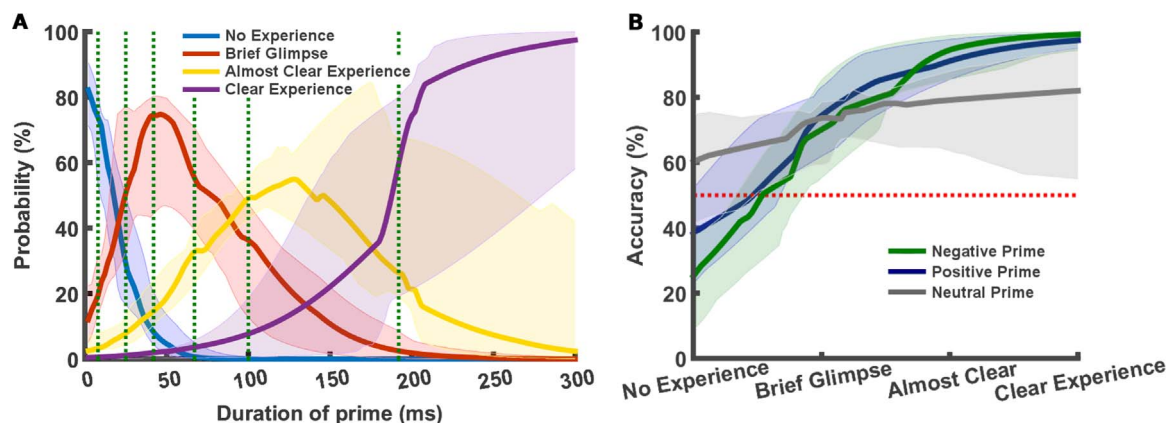 A
100
80
60
40
20
0
Probability (%)
No Experience
Brief Glimpse
Almost Clear Experience
Clear Experience
0 50 100 150 200 250 300
Duration of prime (ms)
B
100
80
60
40
20
0
Accuracy (%)
Negative Prime
Positive Prime
Neutral Prime
No Experience Brief Glimpse Almost Clear Clear Experience